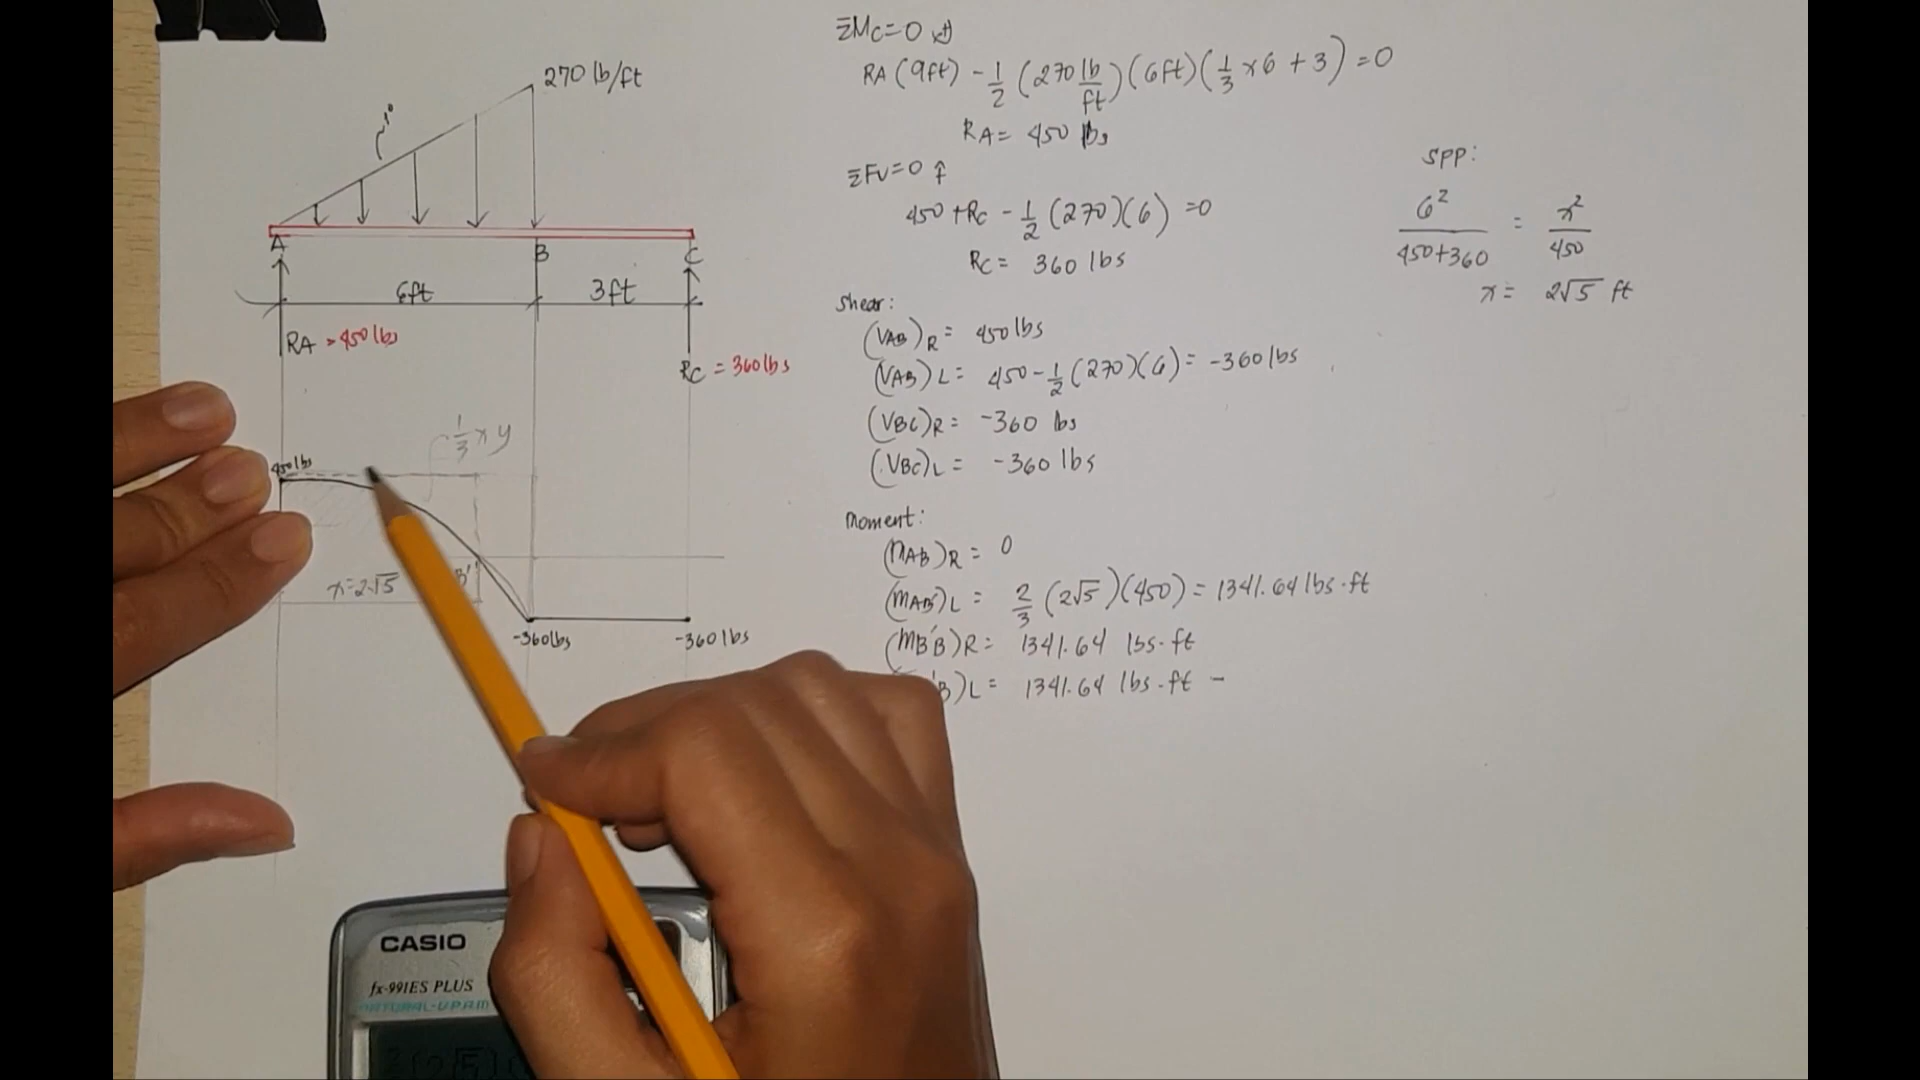 270 lb/ft
1°
A
B
C
6ft
3ft
RA = 450 lbs
RC = 360 lbs
450 lbs
1/3 x y
x = 2√5
B'
-360 lbs
-360 lbs
ΣMC = 0
RA (9ft) - 1/2 (270 lb/ft) (6ft) (1/3 x 6 + 3) = 0
RA = 450 lbs
ΣFV = 0 ↑
450 + RC - 1/2 (270)(6) = 0
RC = 360 lbs
Shear:
(VAB)R = 450 lbs
(VAB)L = 450 - 1/2 (270)(6) = -360 lbs
(VBC)R = -360 lbs
(VBC)L = -360 lbs
Moment:
(MAB')R = 0
(MAB')L = 2/3 (2√5)(450) = 1341.64 lbs·ft
(MB'B)R = 1341.64 lbs·ft
'B)L = 1341.64 lbs·ft -
SPP:
6²/450+360 = x²/450
x = 2√5 ft
CASIO
fx-991ES PLUS
NATURAL-V.P.A.M.